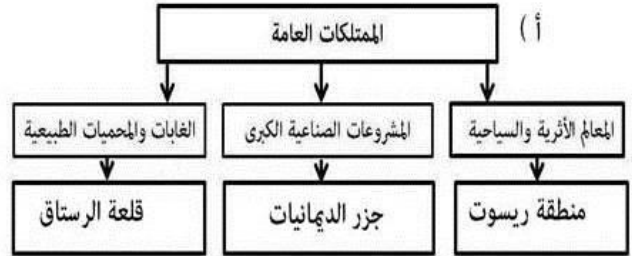 أ )
الممتلكات العامة
المعالم الأثرية والسياحية
المشروعات الصناعية الكبرى
الغابات والمحميات الطبيعية
منطقة ريسوت
جزر الديمانيات
قلعة الرستاق